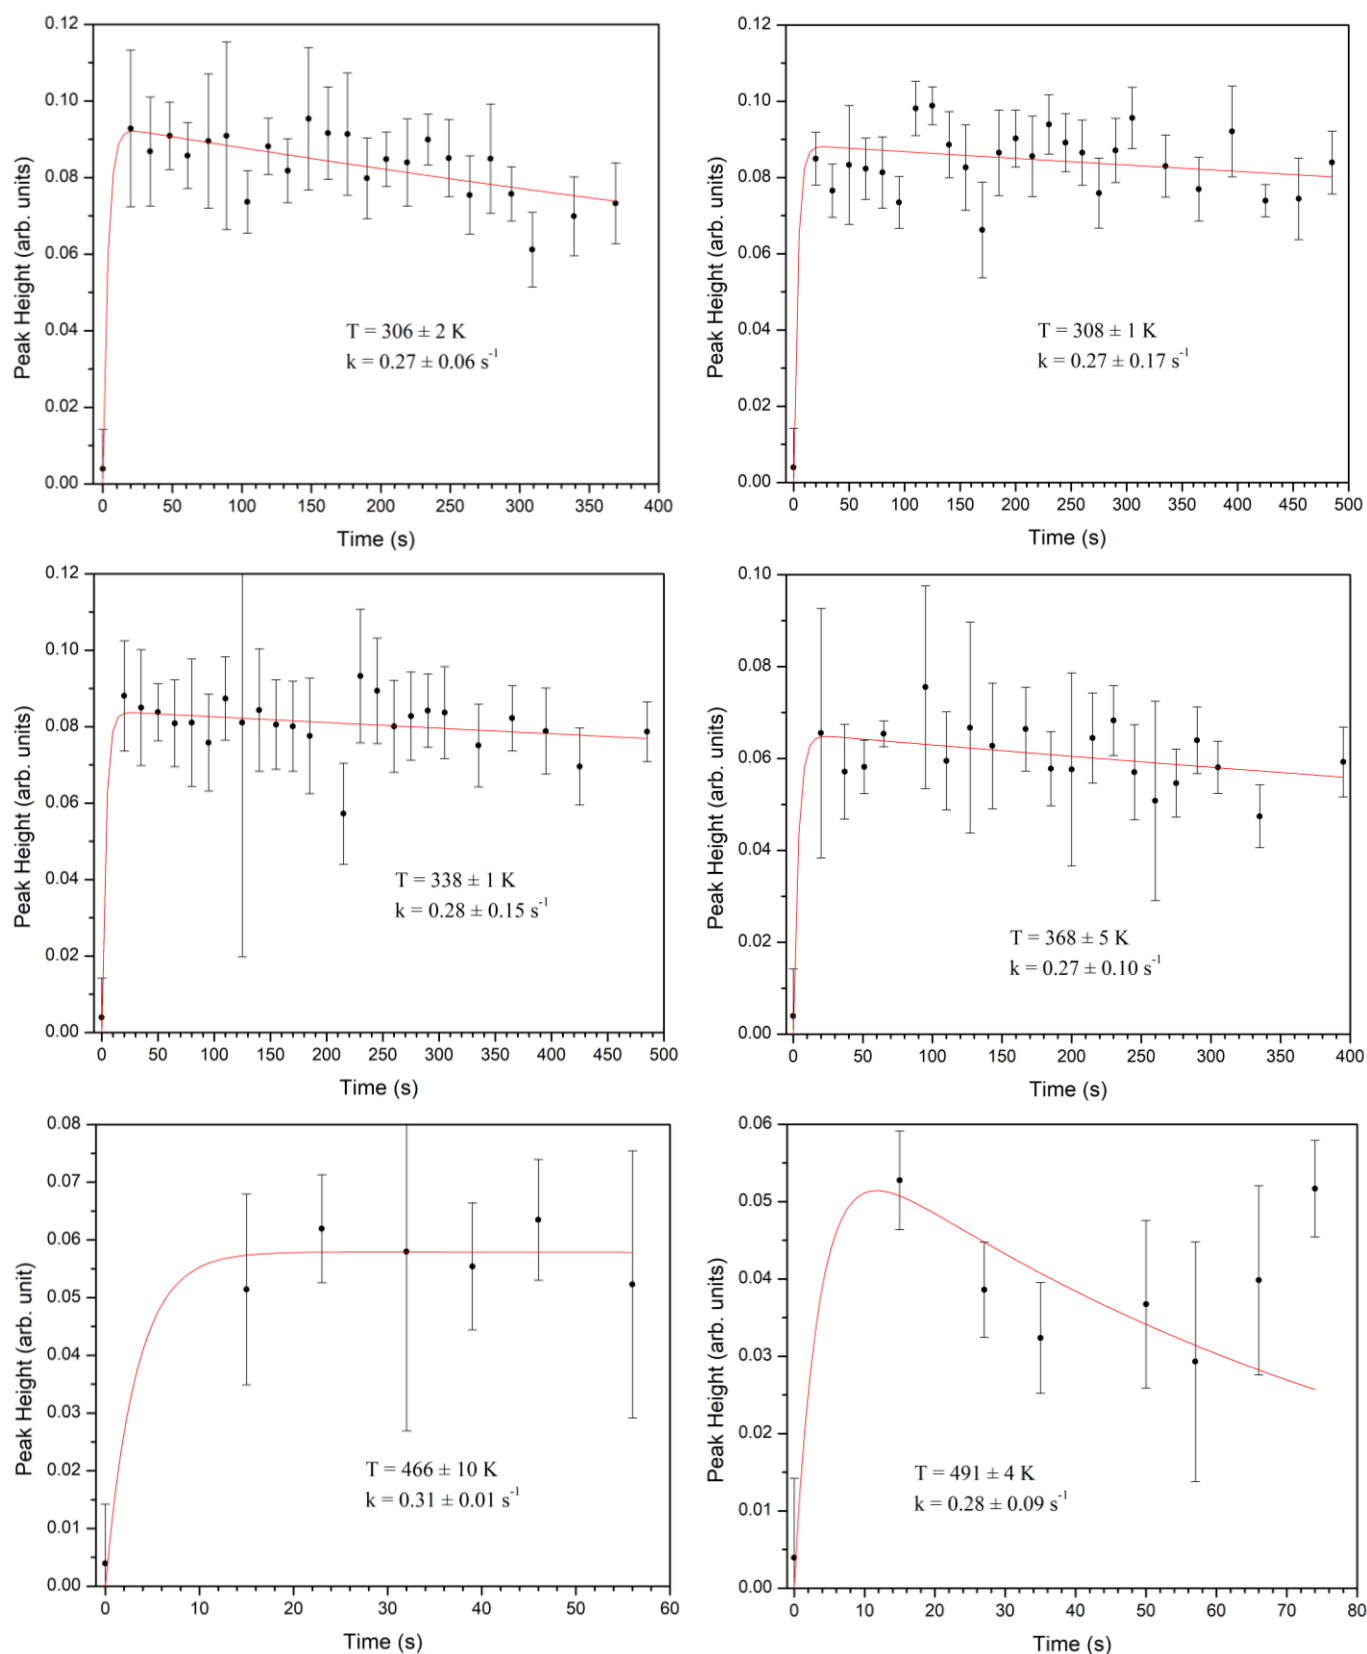 0.12
0.10
0.08
0.06
0.04
0.02
0.00
Peak Height (arb. units)
T = 306 ± 2 K
k = 0.27 ± 0.06 s⁻¹
0 50 100 150 200 250 300 350 400
Time (s)
0.12
0.10
0.08
0.06
0.04
0.02
0.00
Peak Height (arb. units)
T = 308 ± 1 K
k = 0.27 ± 0.17 s⁻¹
0 50 100 150 200 250 300 350 400 450 500
Time (s)
0.12
0.10
0.08
0.06
0.04
0.02
0.00
Peak Height (arb. units)
T = 338 ± 1 K
k = 0.28 ± 0.15 s⁻¹
0 50 100 150 200 250 300 350 400 450 500
Time (s)
0.10
0.08
0.06
0.04
0.02
0.00
Peak Height (arb. units)
T = 368 ± 5 K
k = 0.27 ± 0.10 s⁻¹
0 50 100 150 200 250 300 350 400
Time (s)
0.08
0.07
0.06
0.05
0.04
0.03
0.02
0.01
0.00
Peak Height (arb. unit)
T = 466 ± 10 K
k = 0.31 ± 0.01 s⁻¹
0 10 20 30 40 50 60
Time (s)
0.06
0.05
0.04
0.03
0.02
0.01
0.00
Peak Height (arb. units)
T = 491 ± 4 K
k = 0.28 ± 0.09 s⁻¹
0 10 20 30 40 50 60 70 80
Time (s)